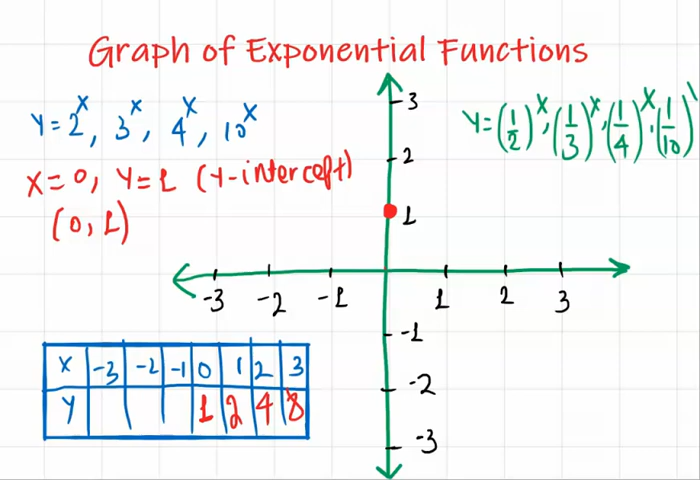 Graph of Exponential Functions
y = 2^x, 3^x, 4^x, 10^x
y = (1/2)^x, (1/3)^x, (1/4)^x, (1/10)^x
x = 0, y = 1 (y-intercept)
(0, 1)
3
2
1
-3 -2 -1 1 2 3
-1
-2
-3
x -3 -2 -1 0 1 2 3
y 1 2 4 8